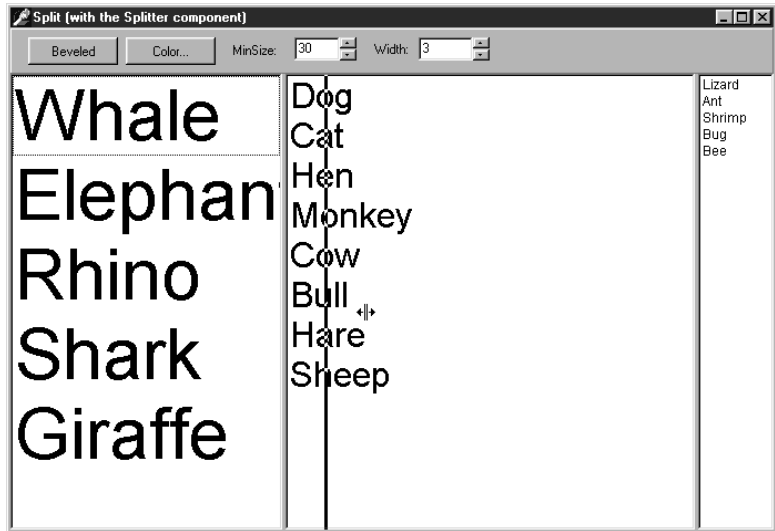 Split (with the Splitter component)
Beveled Color... MinSize: 30 Width: 3
Whale
Elephan
Rhino
Shark
Giraffe
Dog
Cat
Hen
Monkey
Cow
Bull
Hare
Sheep
Lizard
Ant
Shrimp
Bug
Bee